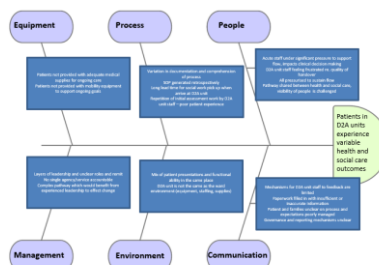 Equipment
Process
People
Patients not provided with adequate medical
supplies for ongoing care
Patients not provided with mobility equipment
to support ongoing goals
Variation in documentation and comprehension
of process
generated retrospectively
Long lead time for social work pick up when
arrive at D2A unit
Repetition of initial assessment work by D2A
unit staff – poor patient experience
Acute staff under significant pressure to support
flow, impacts clinical decision making
D2A unit staff feeling frustrated re: quality of
handover
All pressured to sustain flow
Pathway shared between health and social care,
visibility of people is challenged
Patients in
D2A units
experience
variable
health and
social care
outcomes
Layers of leadership and unclear roles and remit
No single agency/service accountable
Complex pathway which could benefit from
experienced leadership to effect change
Mix of patient presentations and functional
ability in the same place
D2A unit is not the same as the
environment (equipment, staffing, supplies)
Mechanisms for D2A unit staff to feedback are
limited
Paperwork filled in with insufficient or
inaccurate information
Patient and families unclear on process and
expectations poorly managed
Governance and reporting mechanisms unclear
Management
Environment
Communication